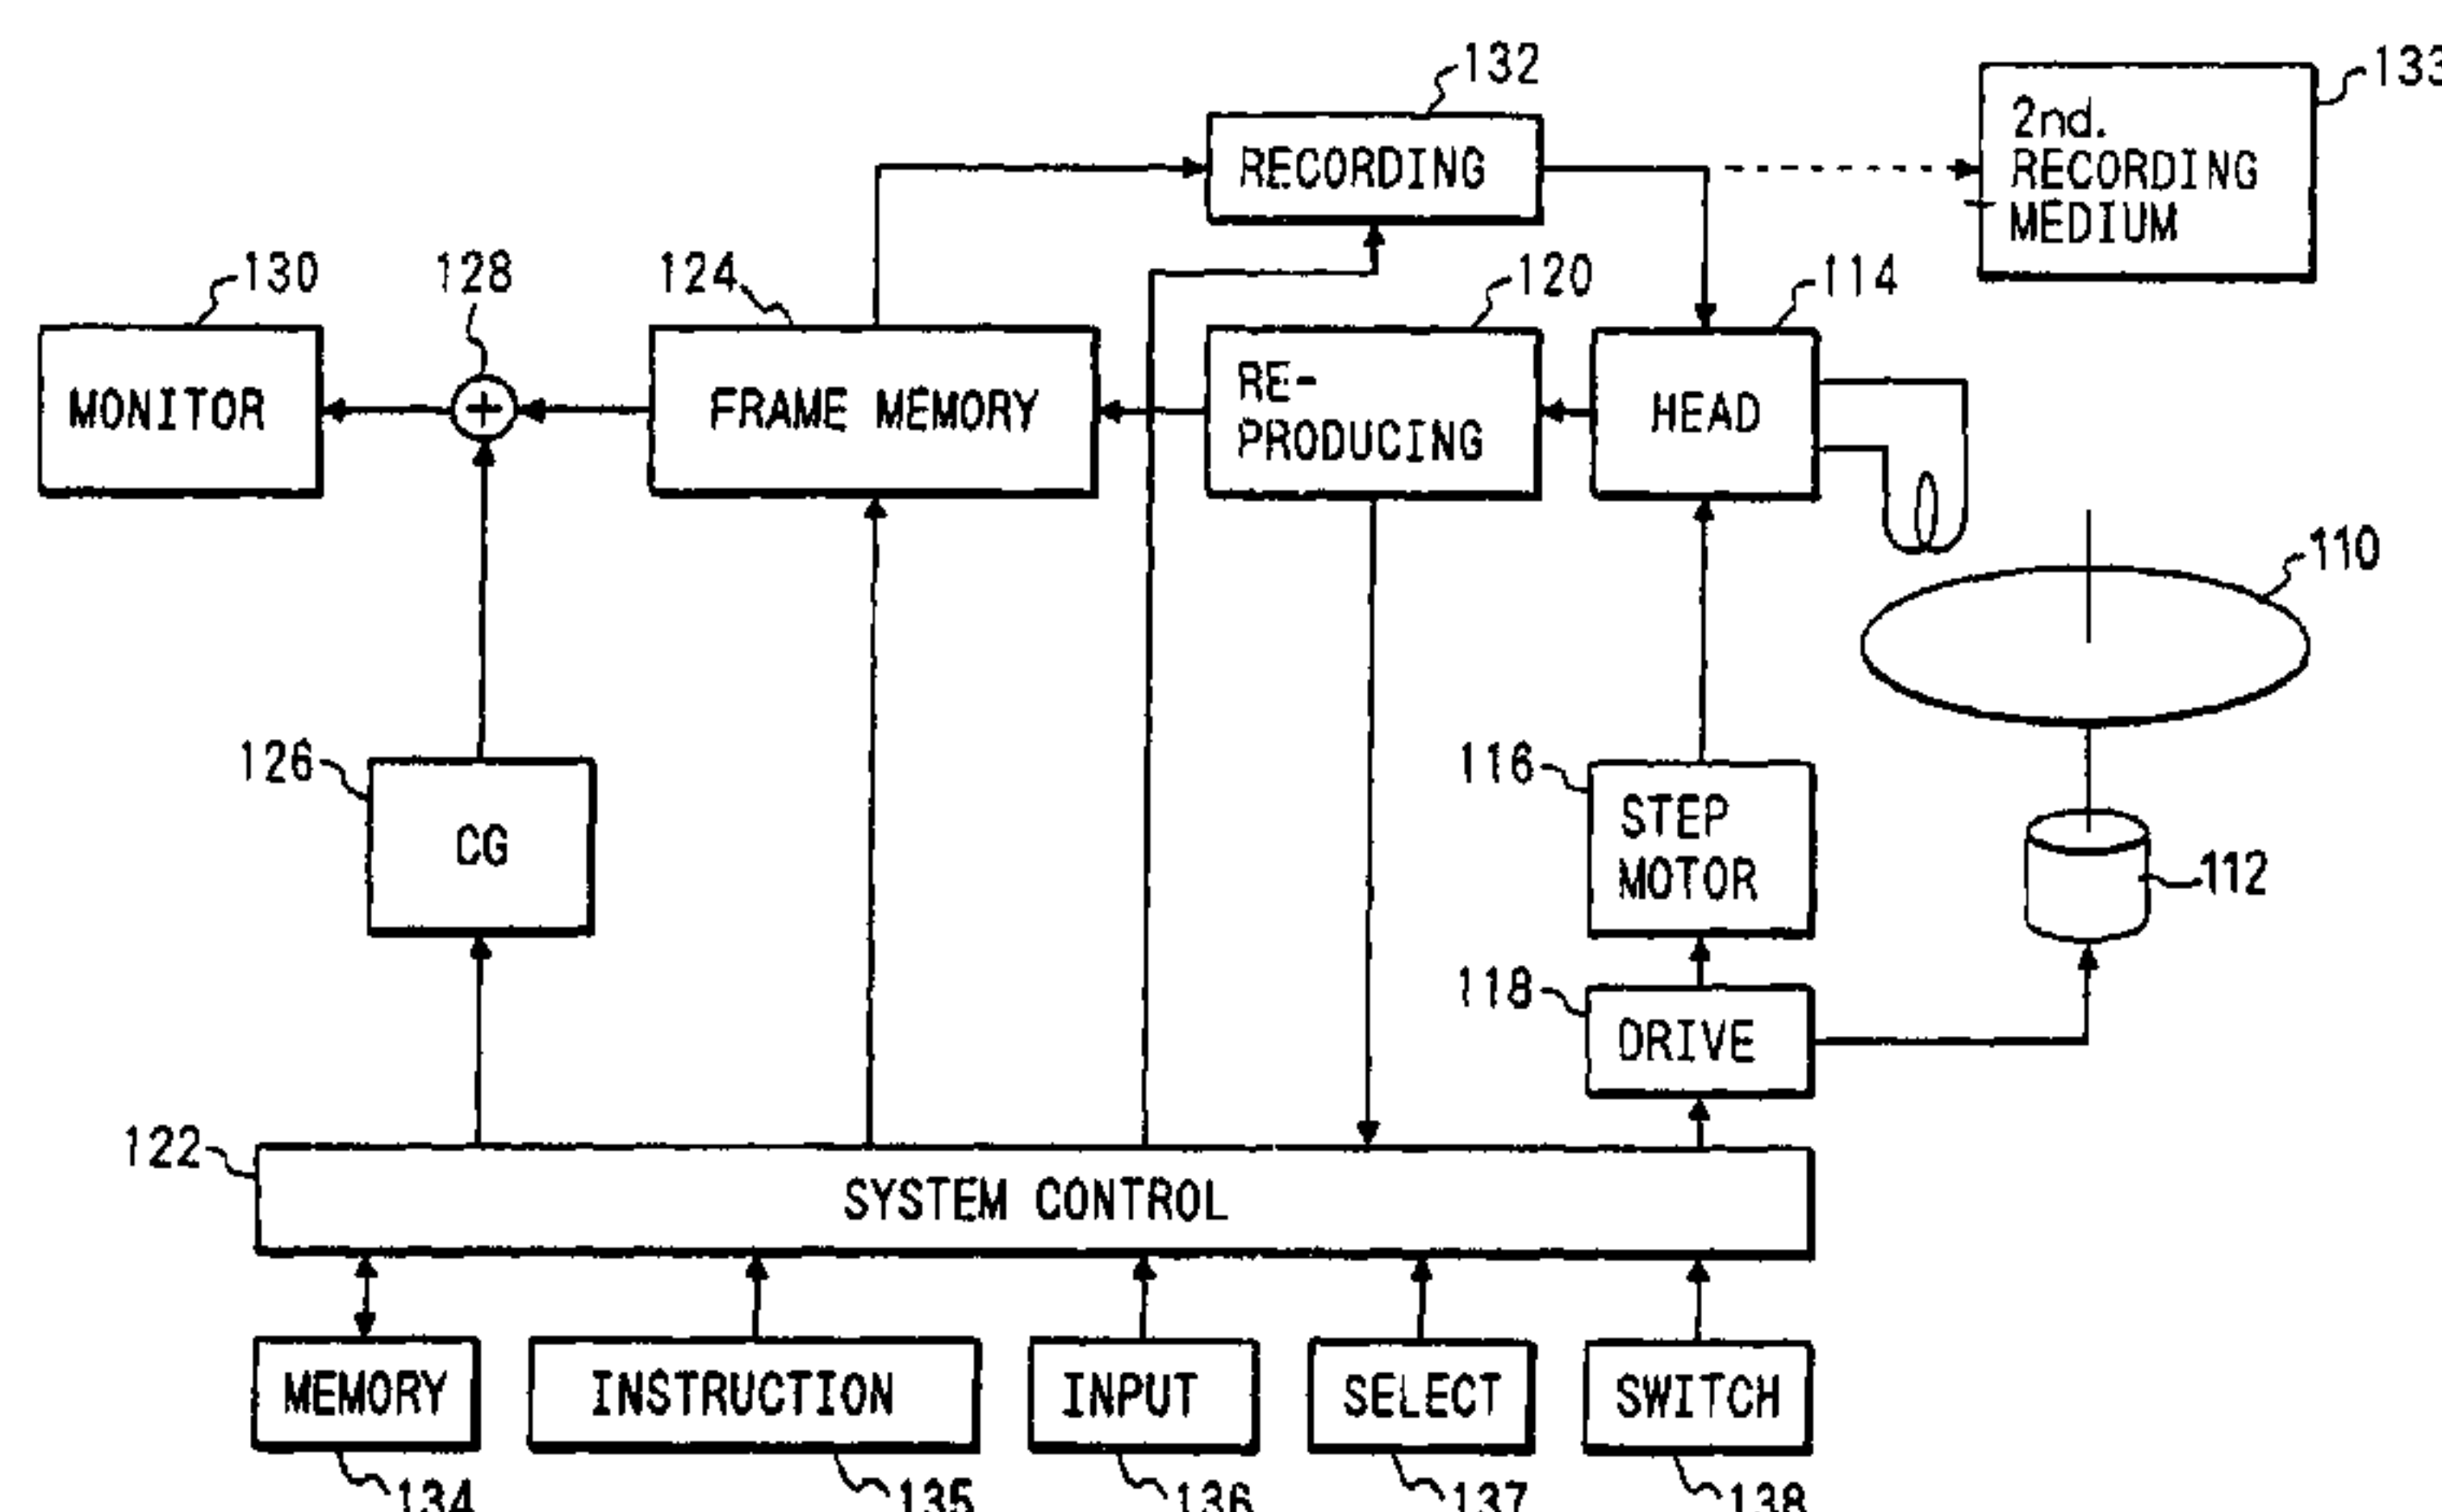 132
133
2nd.
RECORDING
MEDIUM
RECORDING
130
128
124
120
114
MONITOR
+
FRAME MEMORY
RE-
PRODUCING
HEAD
110
126
CG
116
STEP
MOTOR
112
118
DRIVE
122
SYSTEM CONTROL
MEMORY
INSTRUCTION
INPUT
SELECT
SWITCH
134
135
136
137
138